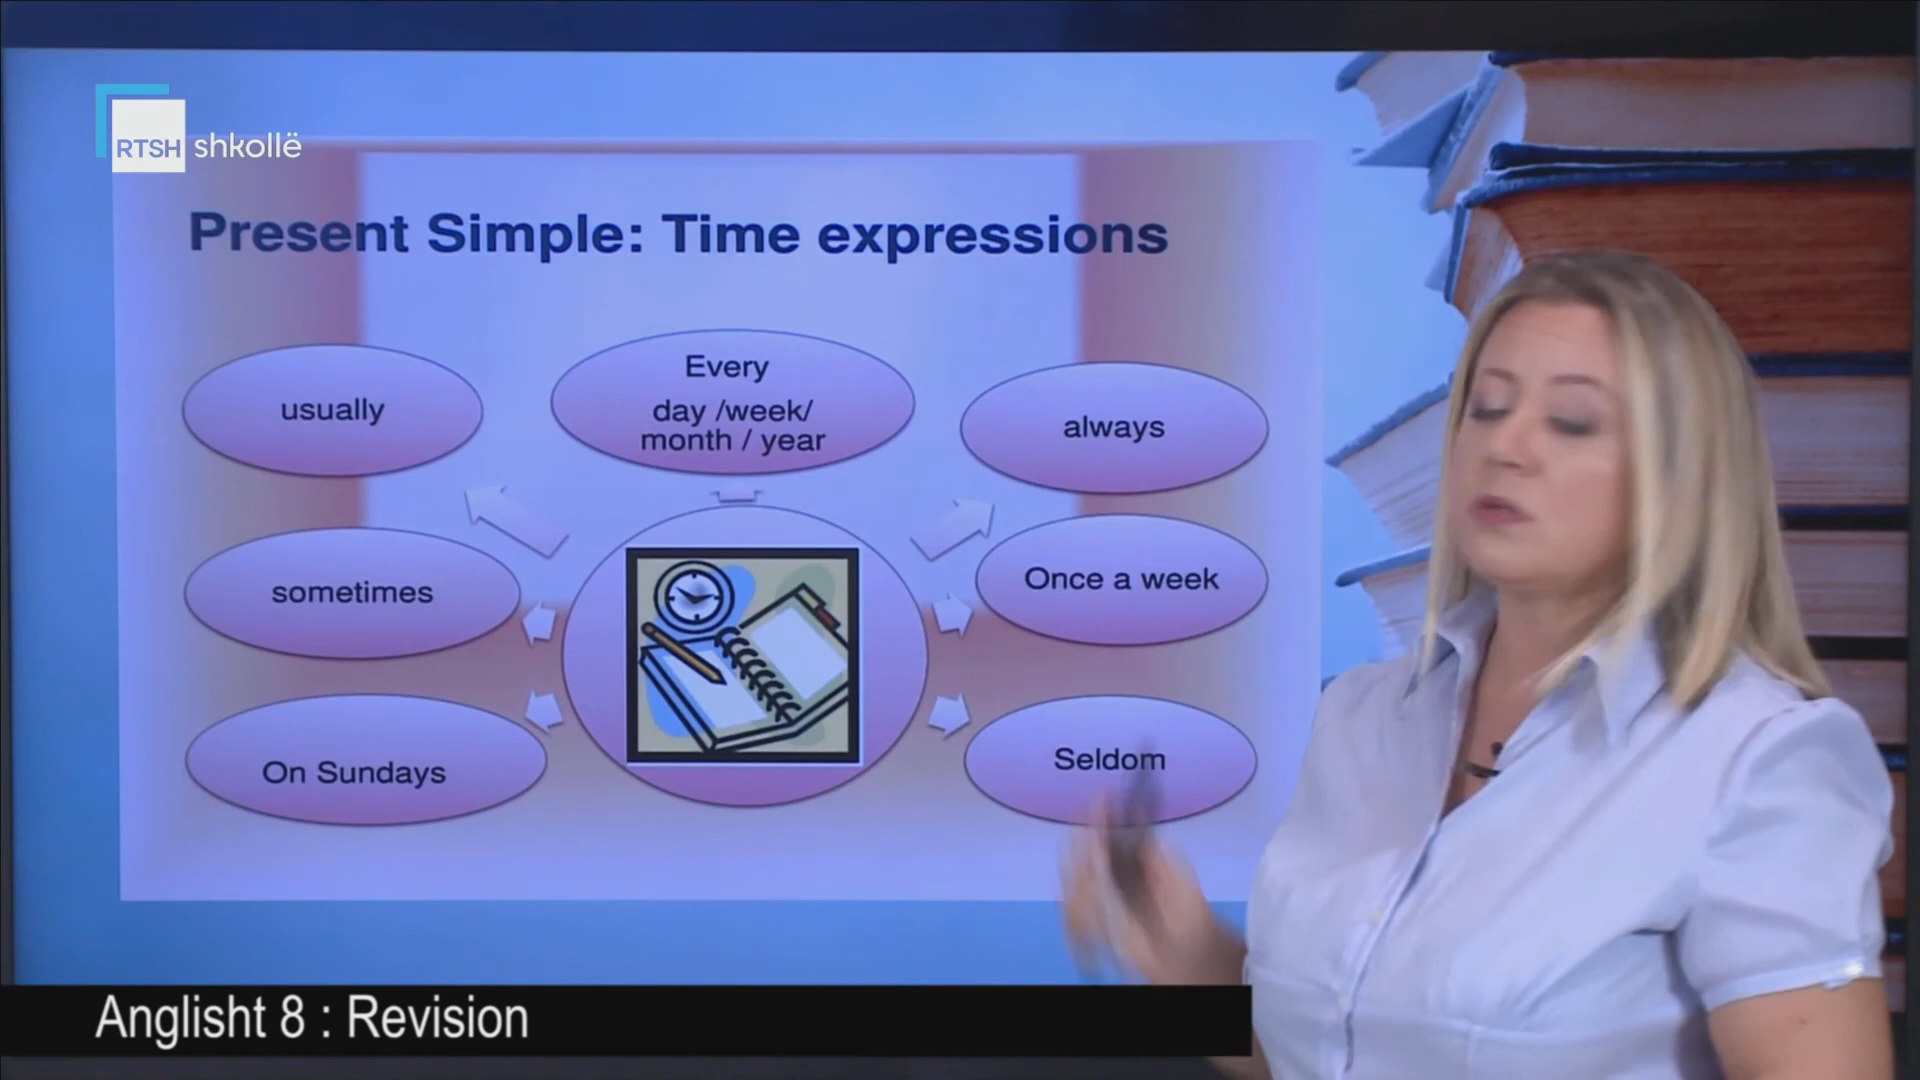 RTSH shkollë
Present Simple: Time expressions
usually
Every
day /week/
month / year
always
sometimes
Once a week
On Sundays
Seldom
Anglisht 8 : Revision